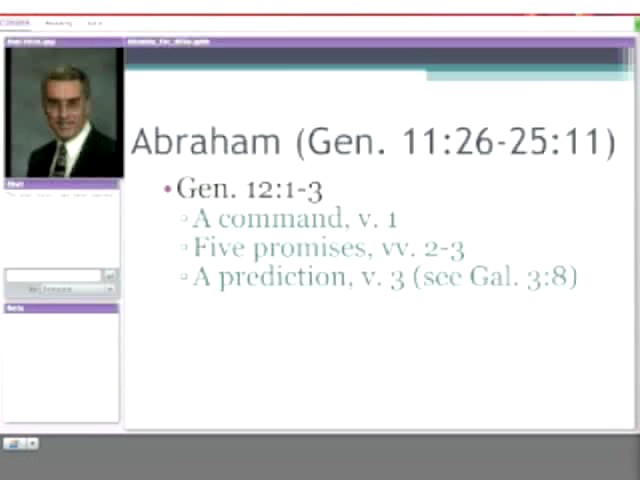 Abraham (Gen. 11:26-25:11)
•Gen. 12:1-3
▫A command, v. 1
▫Five promises, vv. 2-3
▫A prediction, v. 3 (see Gal. 3:8)